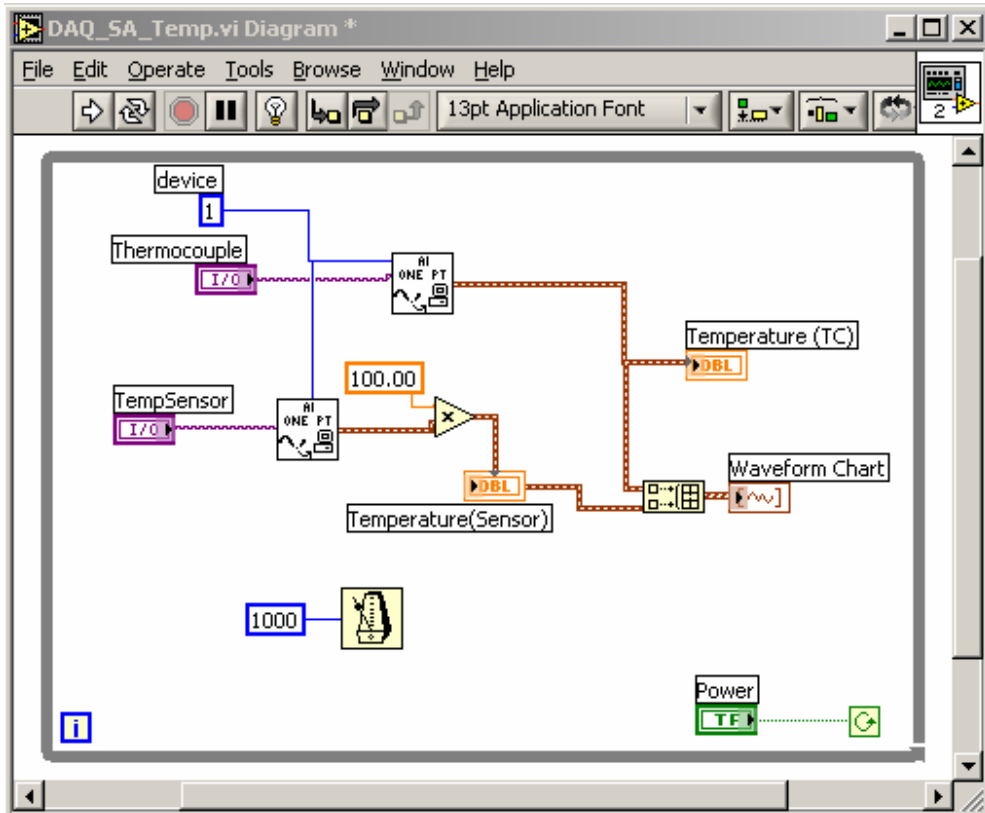 DAQ_SA_Temp.vi Diagram *
File Edit Operate Tools Browse Window Help
13pt Application Font
2
device
1
Thermocouple
I/O
AI
ONE PT
Temperature (TC)
DBL
100.00
TempSensor
I/O
AI
ONE PT
x
DBL
Temperature(Sensor)
Waveform Chart
1000
Power
TF
i